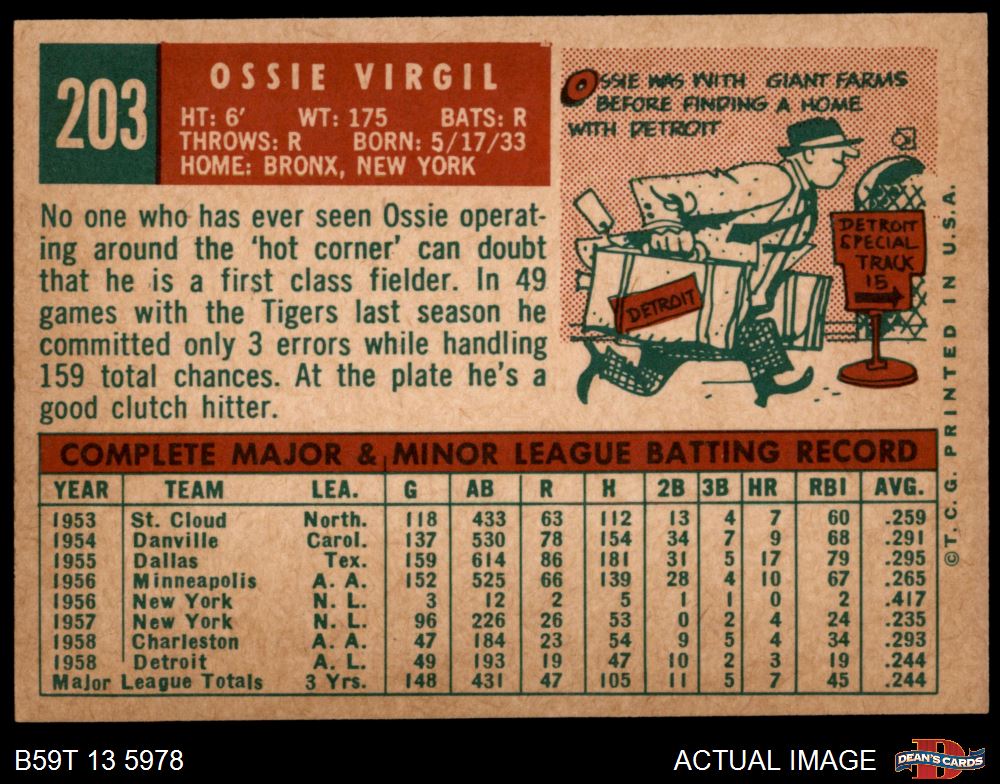 203
OSSIE VIRGIL
HT: 6' WT: 175 BATS: R
THROWS: R BORN: 5/17/33
HOME: BRONX, NEW YORK
OSSIE WAS WITH GIANT FARMS
BEFORE FINDING A HOME
WITH DETROIT
DETROIT
SPECIAL
TRACK
15
DETROIT
No one who has ever seen Ossie operat-
ing around the 'hot corner' can doubt
that he is a first class fielder. In 49
games with the Tigers last season he
committed only 3 errors while handling
159 total chances. At the plate he's a
good clutch hitter.
COMPLETE MAJOR & MINOR LEAGUE BATTING RECORD
YEAR TEAM LEA. G AB R H 2B 3B HR RBI AVG.
1953 St. Cloud North. 118 433 63 112 13 4 7 60 .259
1954 Danville Carol. 137 530 78 154 34 7 9 68 .291
1955 Dallas Tex. 159 614 86 181 31 5 17 79 .295
1956 Minneapolis A. A. 152 525 66 139 28 4 10 67 .265
1956 New York N. L. 3 12 2 5 1 1 0 2 .417
1957 New York N. L. 96 226 26 53 0 2 4 24 .235
1958 Charleston A. A. 47 184 23 54 9 5 4 34 .293
1958 Detroit A. L. 49 193 19 47 10 2 3 19 .244
Major League Totals 3 Yrs. 148 431 47 105 11 5 7 45 .244
©T. C. G. PRINTED IN U.S.A.
B59T 13 5978
ACTUAL IMAGE
D
DEAN'S CARDS